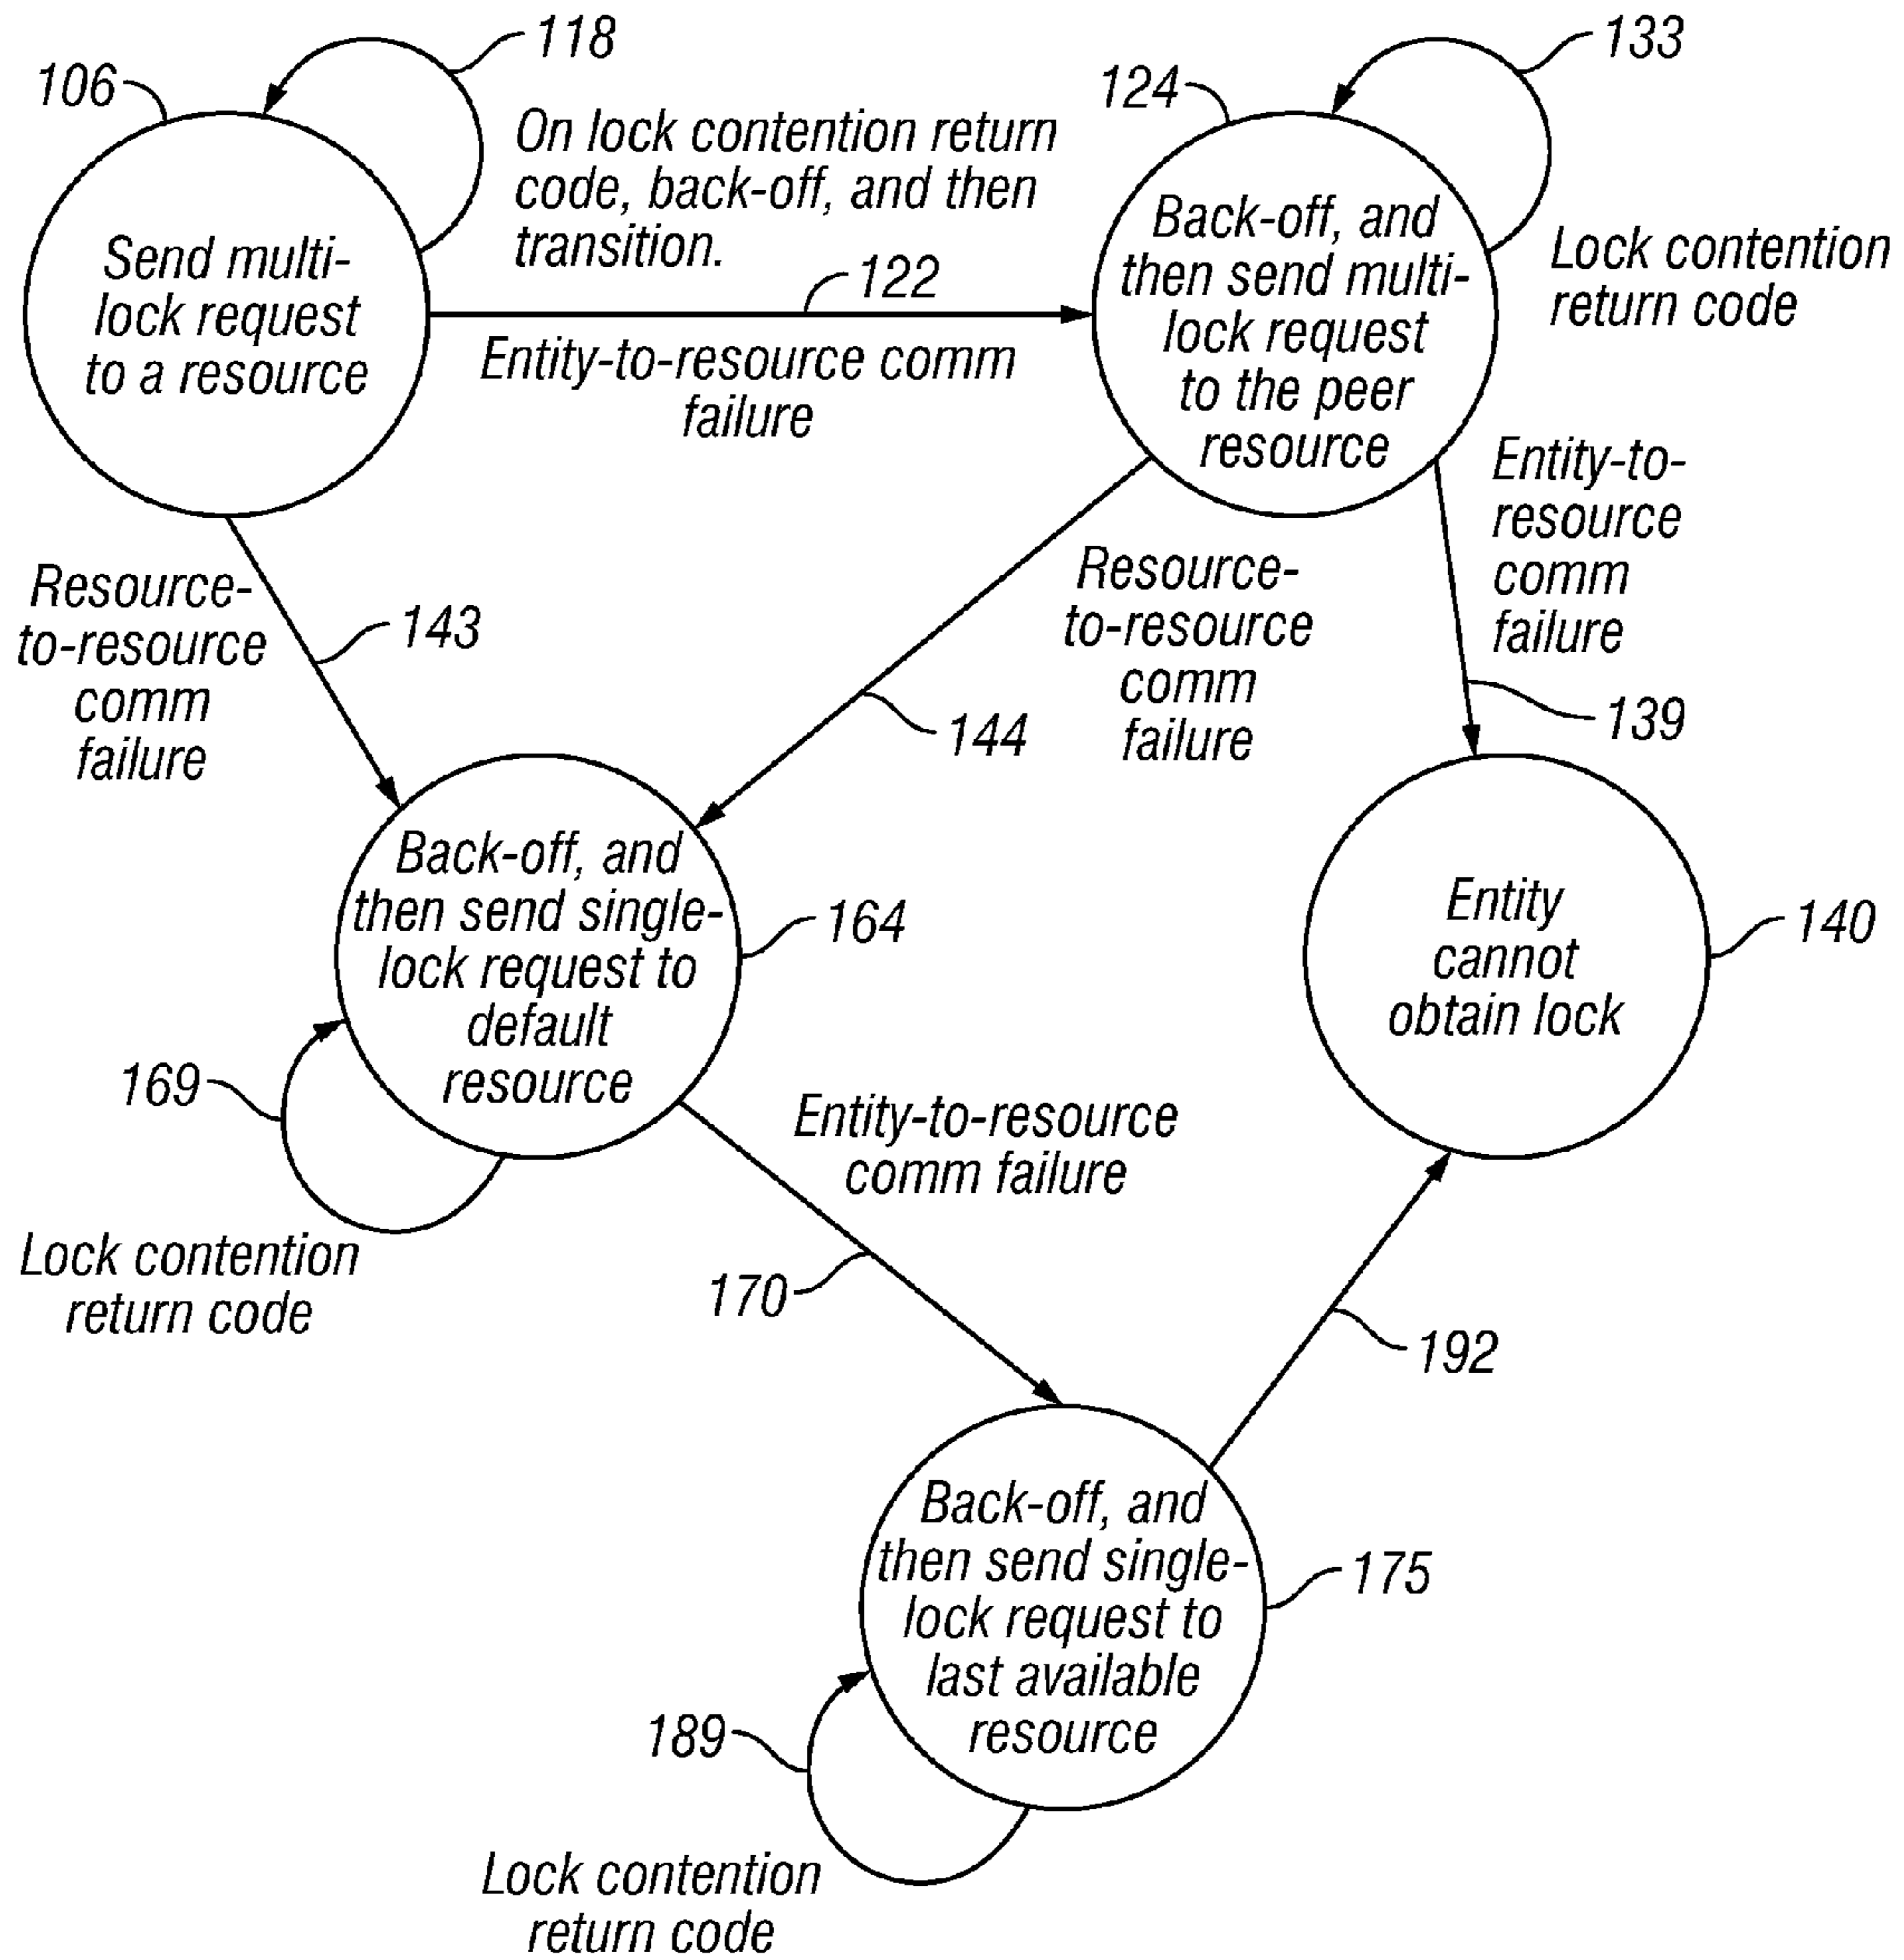 118
133
106
124
On lock contention return
code, back-off, and then
transition.
Send multi-
lock request
to a resource
Back-off, and
then send multi-
lock request
to the peer
resource
Lock contention
return code
122
Entity-to-resource comm
failure
Entity-to-
resource
comm
failure
Resource-
to-resource
comm
failure
143
Resource-
to-resource
comm
failure
144
139
Back-off, and
then send single-
lock request to
default
resource
164
Entity
cannot
obtain lock
140
169
Lock contention
return code
Entity-to-resource
comm failure
170
192
Back-off, and
then send single-
lock request to
last available
resource
175
189
Lock contention
return code